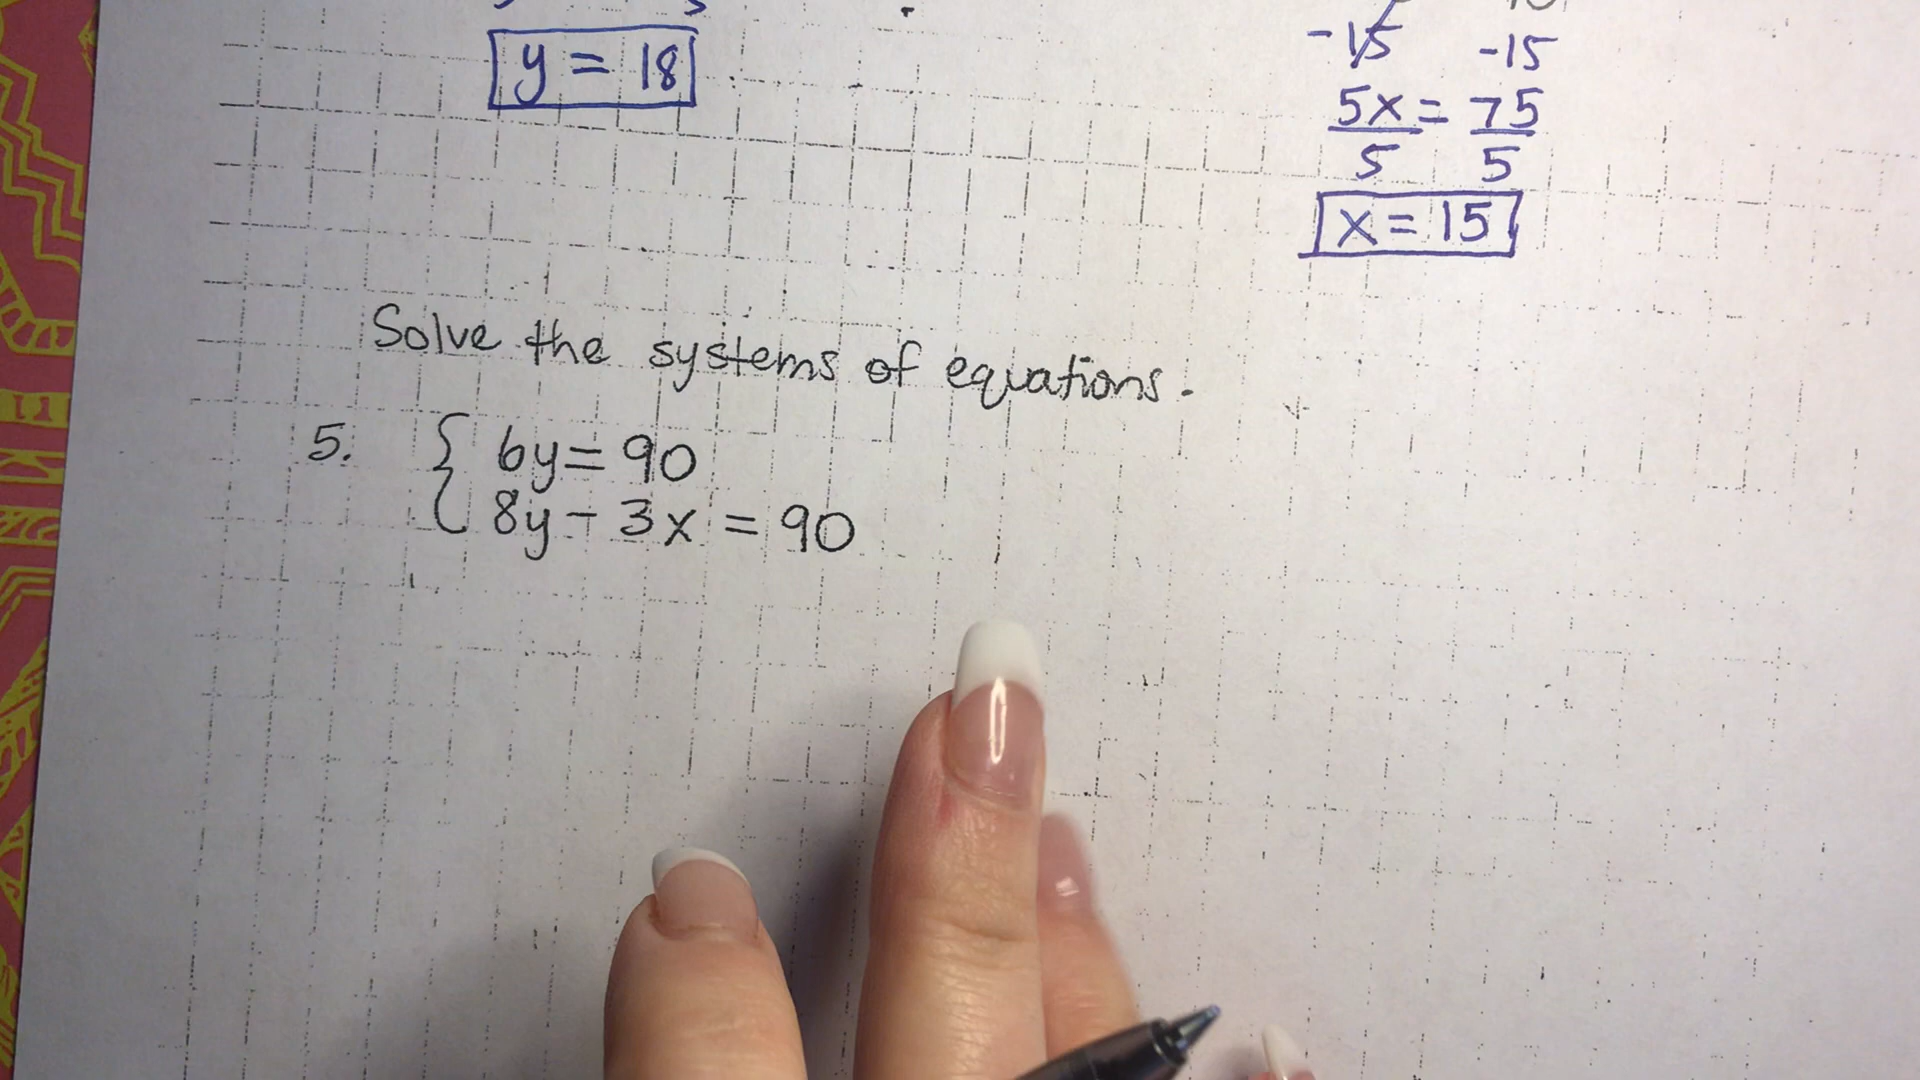 y = 18
-15 -15
5x = 75
5 5
x = 15
Solve the systems of equations.
5. { 6y = 90
8y - 3x = 90